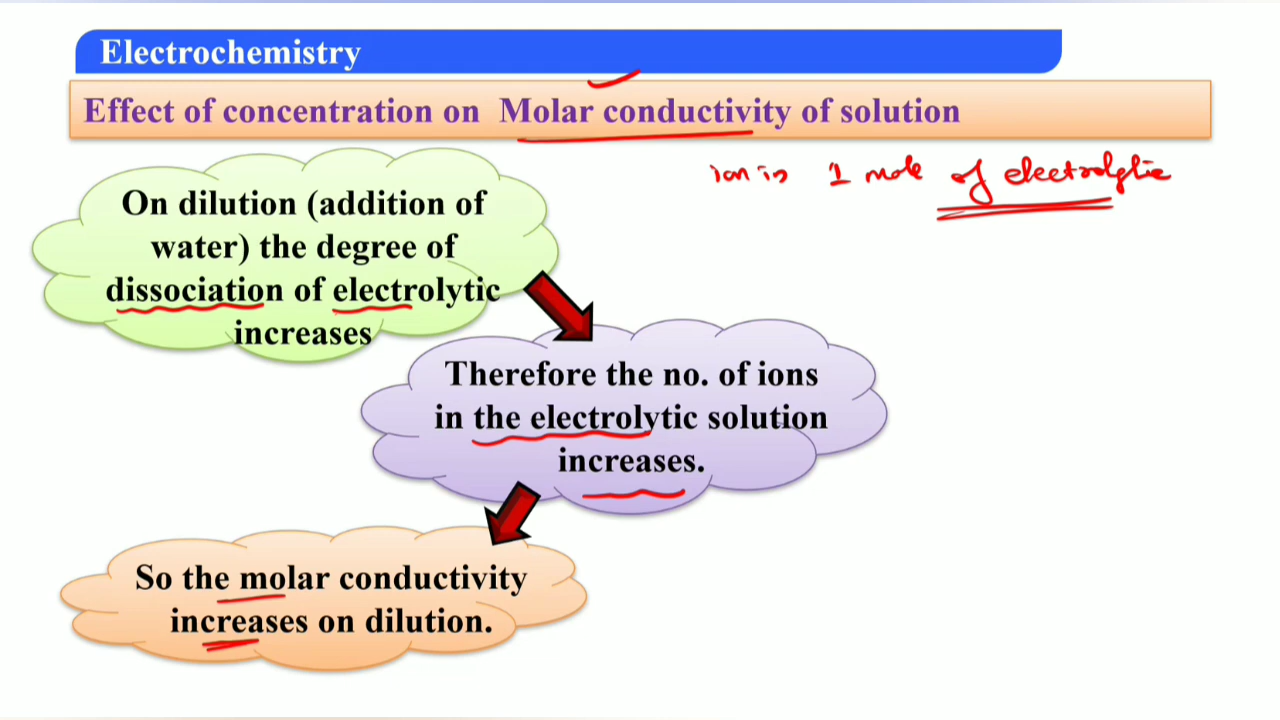 Electrochemistry
Effect of concentration on Molar conductivity of solution
ion in 1 mole of electrolytic
On dilution (addition of
water) the degree of
dissociation of electrolytic
increases
Therefore the no. of ions
in the electrolytic solution
increases.
So the molar conductivity
increases on dilution.